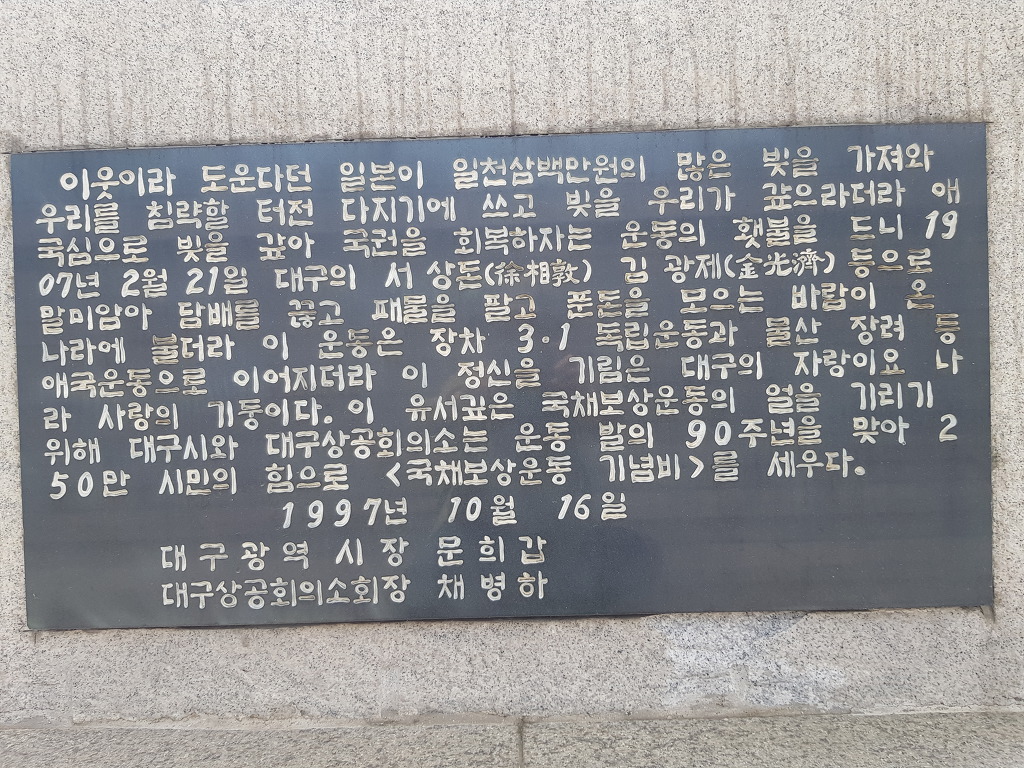 이웃이라 도운다던 일본이 일천삼백만원의 많은 빚을 가져와
우리를 침략할 터전 다지기에 쓰고 빚을 우리가 갚으라더라 애
국심으로 빚을 갚아 국권을 회복하자는 운동의 횃불을 드니 19
07년 2월 21일 대구의 서 상돈(徐相敦) 김 광제(金光濟) 등으로
말미암아 담배를 끊고 패물을 팔고 푼돈을 모으는 바람이 온
나라에 불더라 이 운동은 장차 3·1 독립운동과 물산 장려 등
애국운동으로 이어지더라 이 정신을 기림은 대구의 자랑이요 나
라 사랑의 기둥이다. 이 유서깊은 국채보상운동의 얼을 기리기
위해 대구시와 대구상공회의소는 운동 발의 90주년을 맞아 2
50만 시민의 힘으로 <국채보상운동 기념비>를 세우다.
1997년 10월 16일
대구광역시장 문희갑
대구상공회의소회장 채병하